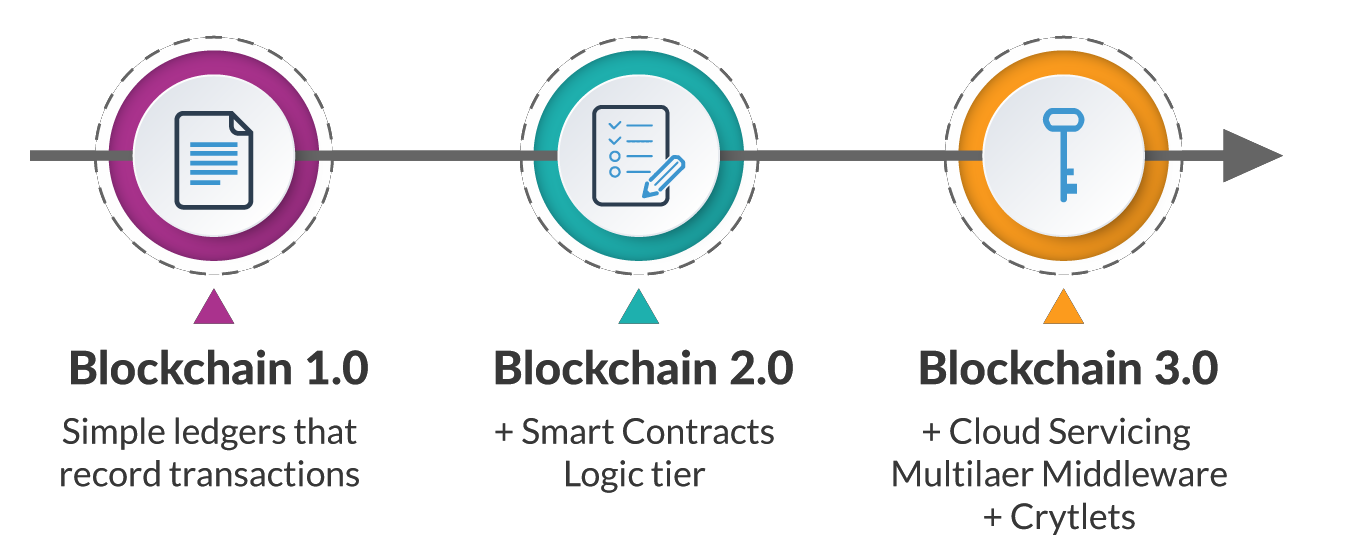 Blockchain 1.0
Simple ledgers that
record transactions
Blockchain 2.0
+ Smart Contracts
Logic tier
Blockchain 3.0
+ Cloud Servicing
Multilaer Middleware
+ Crytlets